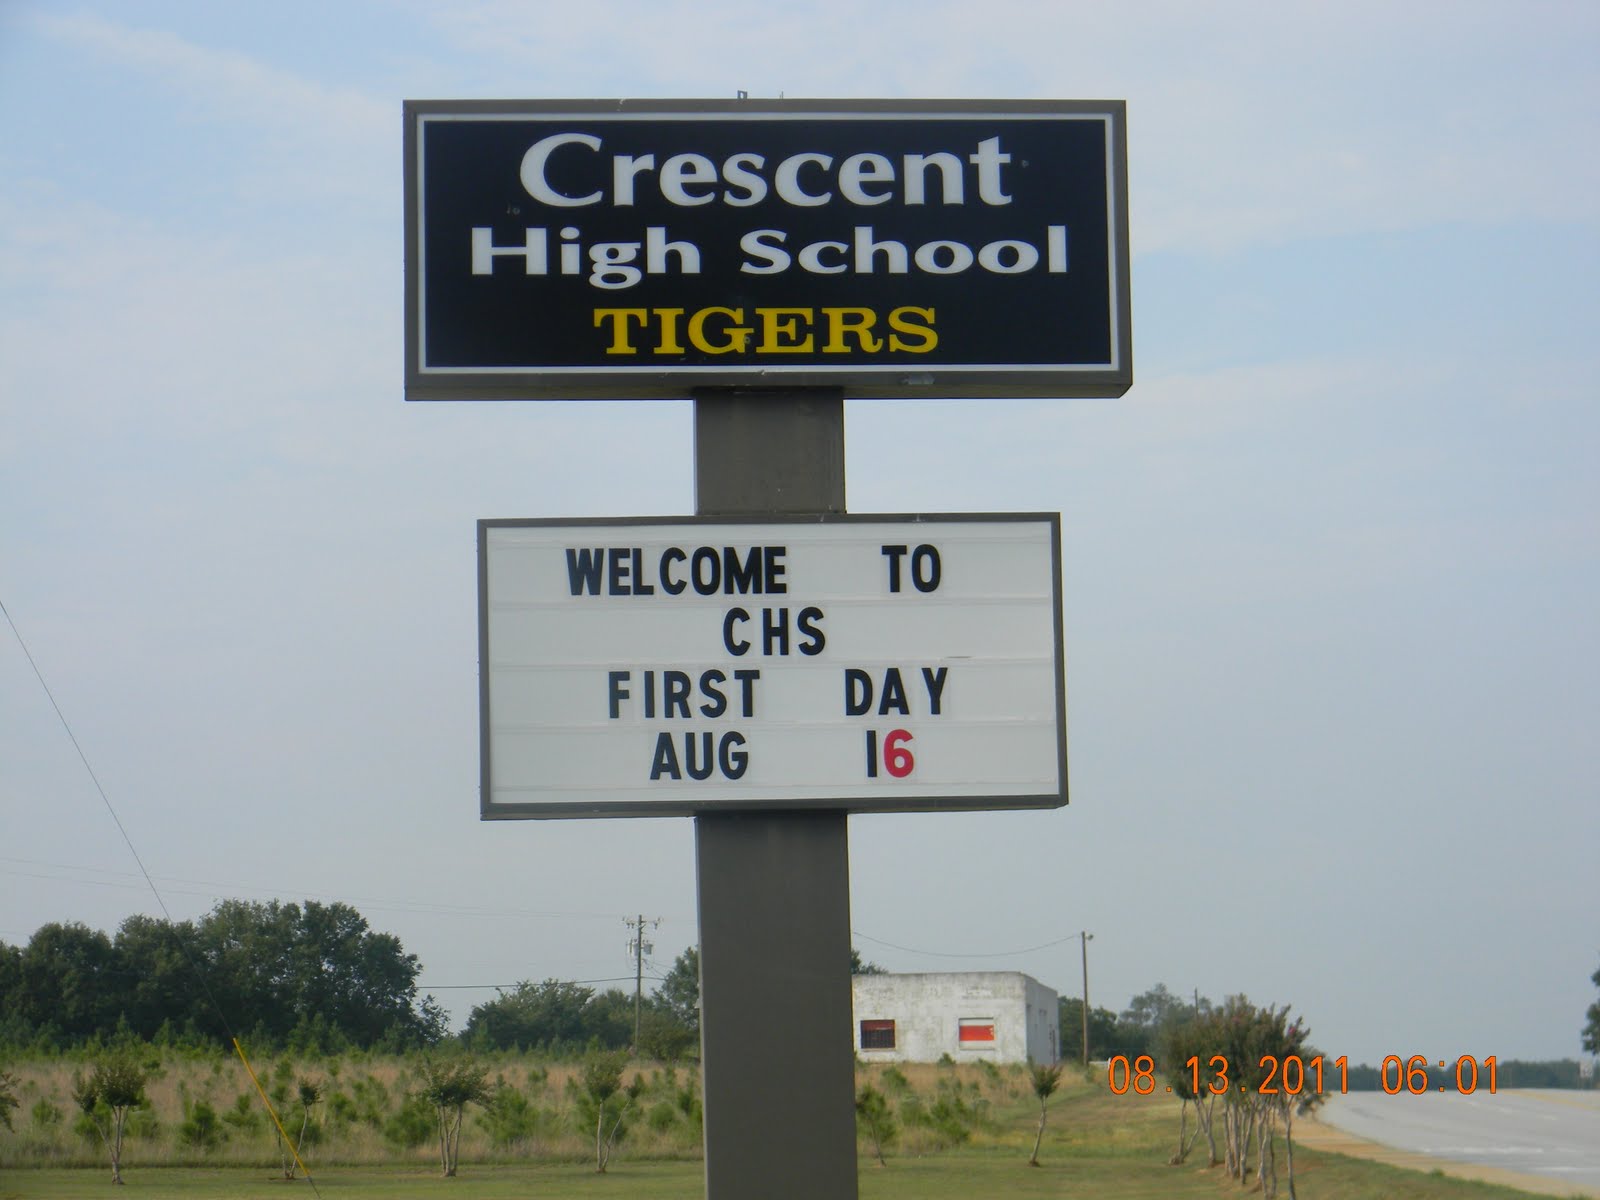 Crescent
High School
TIGERS
WELCOME TO
CHS
FIRST DAY
AUG 16
08.13.2011 06:01